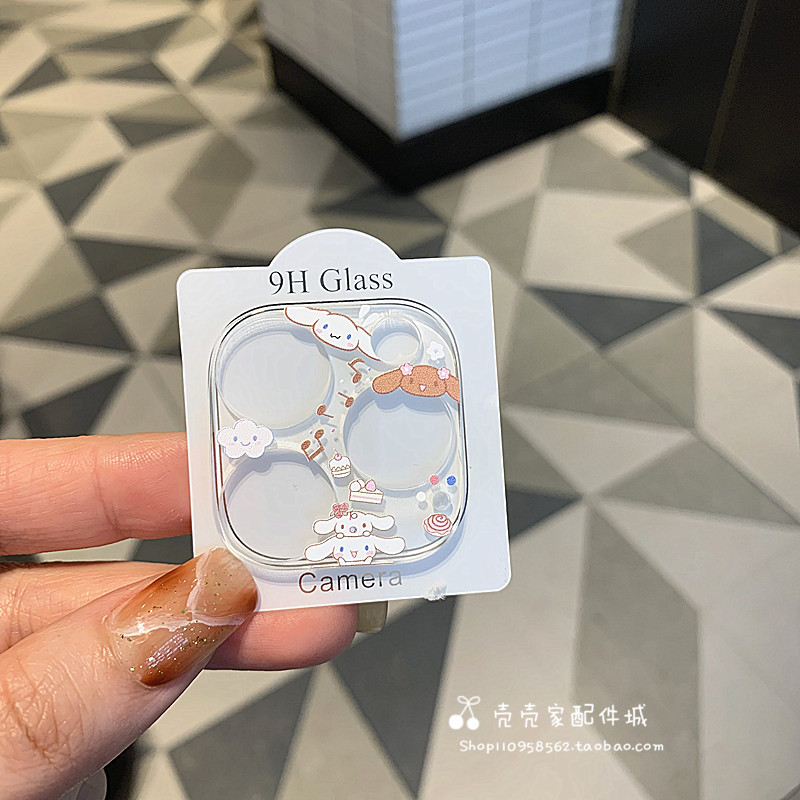 9H Glass
Camera
壳壳家配件城
Shop110958562.taobao.com